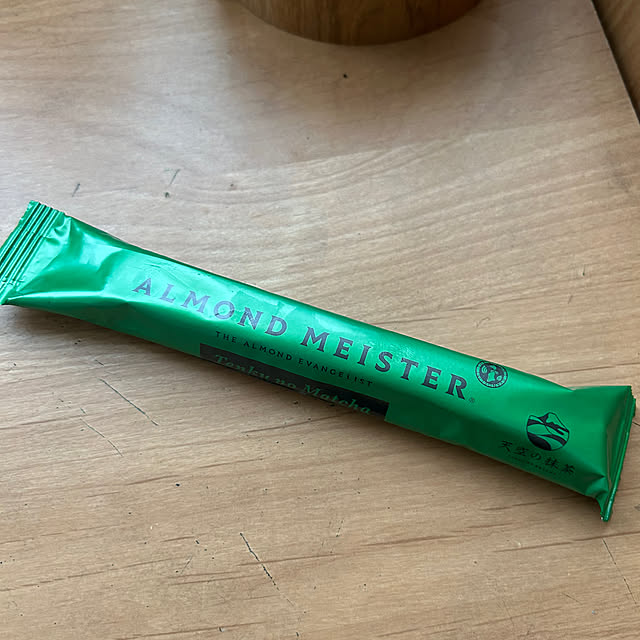 ALMOND MEISTER®
THE ALMOND EVANGELIST
Tenku no Matcha
天空の抹茶